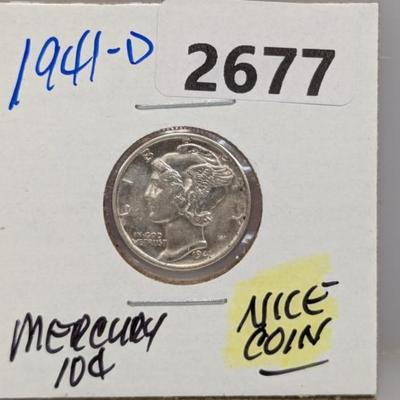 1941-D
2677
IN GOD
WE TRUST
MERCURY
10¢
NICE
COIN